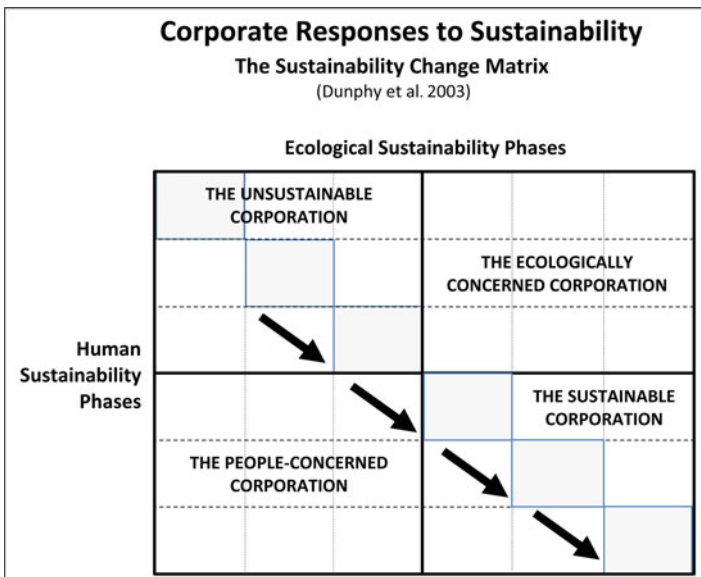 Corporate Responses to Sustainability
The Sustainability Change Matrix
(Dunphy et al. 2003)
Ecological Sustainability Phases
THE UNSUSTAINABLE
CORPORATION
THE ECOLOGICALLY
CONCERNED CORPORATION
Human
Sustainability
Phases
THE SUSTAINABLE
CORPORATION
THE PEOPLE-CONCERNED
CORPORATION